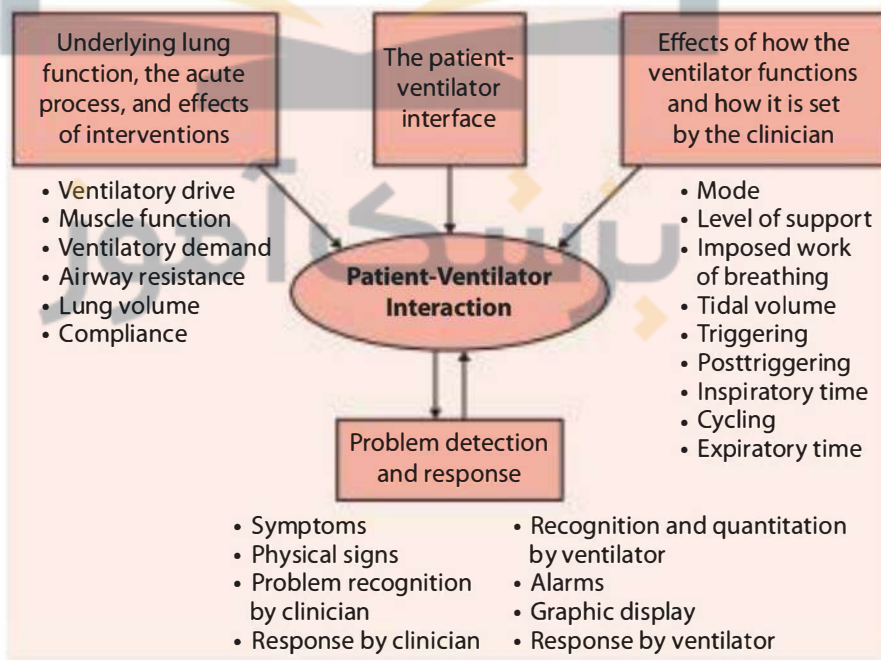 Underlying lung
function, the acute
process, and effects
of interventions
The patient-
ventilator
interface
Effects of how the
ventilator functions
and how it is set
by the clinician
• Ventilatory drive
• Muscle function
• Ventilatory demand
• Airway resistance
• Lung volume
• Compliance
• Mode
• Level of support
• Imposed work
of breathing
• Tidal volume
• Triggering
• Posttriggering
• Inspiratory time
• Cycling
• Expiratory time
Patient-Ventilator
Interaction
Problem detection
and response
• Symptoms
• Physical signs
• Problem recognition
by clinician
• Response by clinician
• Recognition and quantitation
by ventilator
• Alarms
• Graphic display
• Response by ventilator
پزشک آموز